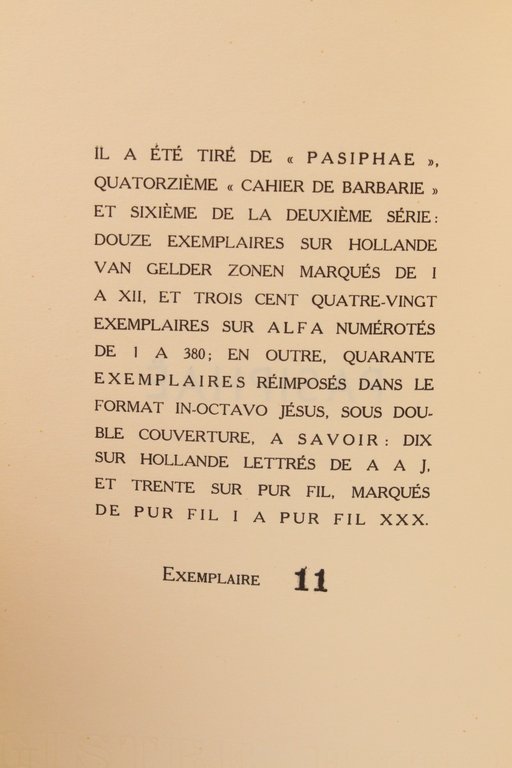 IL A ÉTÉ TIRÉ DE « PASIPHAE »,
QUATORZIÈME « CAHIER DE BARBARIE »
ET SIXIÈME DE LA DEUXIÈME SÉRIE :
DOUZE EXEMPLAIRES SUR HOLLANDE
VAN GELDER ZONEN MARQUÉS DE I
A XII, ET TROIS CENT QUATRE-VINGT
EXEMPLAIRES SUR ALFA NUMÉROTÉS
DE 1 A 380 ; EN OUTRE, QUARANTE
EXEMPLAIRES RÉIMPOSÉS DANS LE
FORMAT IN-OCTAVO JÉSUS, SOUS DOU-
BLE COUVERTURE, A SAVOIR : DIX
SUR HOLLANDE LETTRÉS DE A A J,
ET TRENTE SUR PUR FIL, MARQUÉS
DE PUR FIL I A PUR FIL XXX.
EXEMPLAIRE 11